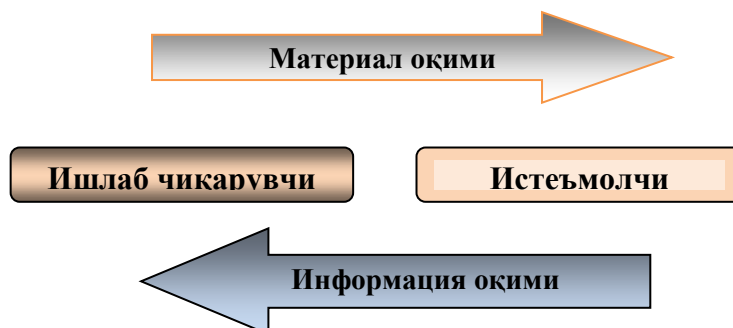 Материал оқими
Ишлаб чиқарувчи
Истеъмолчи
Информация оқими